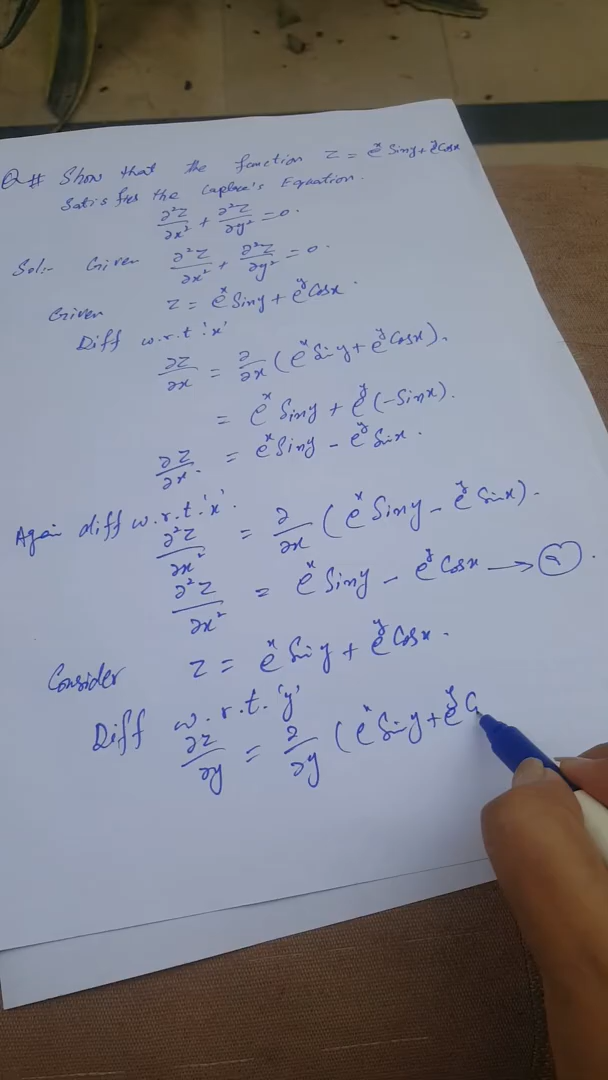 Q# Show that the function z = e^x Siny + e^y Cosx
Satisfies the Laplace's Equation.
∂²z/∂x² + ∂²z/∂y² = 0.
Sol:- Given ∂²z/∂x² + ∂²z/∂y² = 0.
Given z = e^x Siny + e^y Cosx.
Diff w.r.t 'x'
∂z/∂x = ∂/∂x (e^x Siny + e^y Cosx).
= e^x Siny + e^y (-Sinx).
∂z/∂x. = e^x Siny - e^y Sinx.
Again diff w.r.t. 'x'.
∂²z/∂x² = ∂/∂x (e^x Siny - e^y Sinx).
∂²z/∂x² = e^x Siny - e^y Cosx →
Consider z = e^x Siny + e^y Cosx.
Diff w.r.t. 'y'
∂z/∂y = ∂/∂y (e^x Siny + e^y C